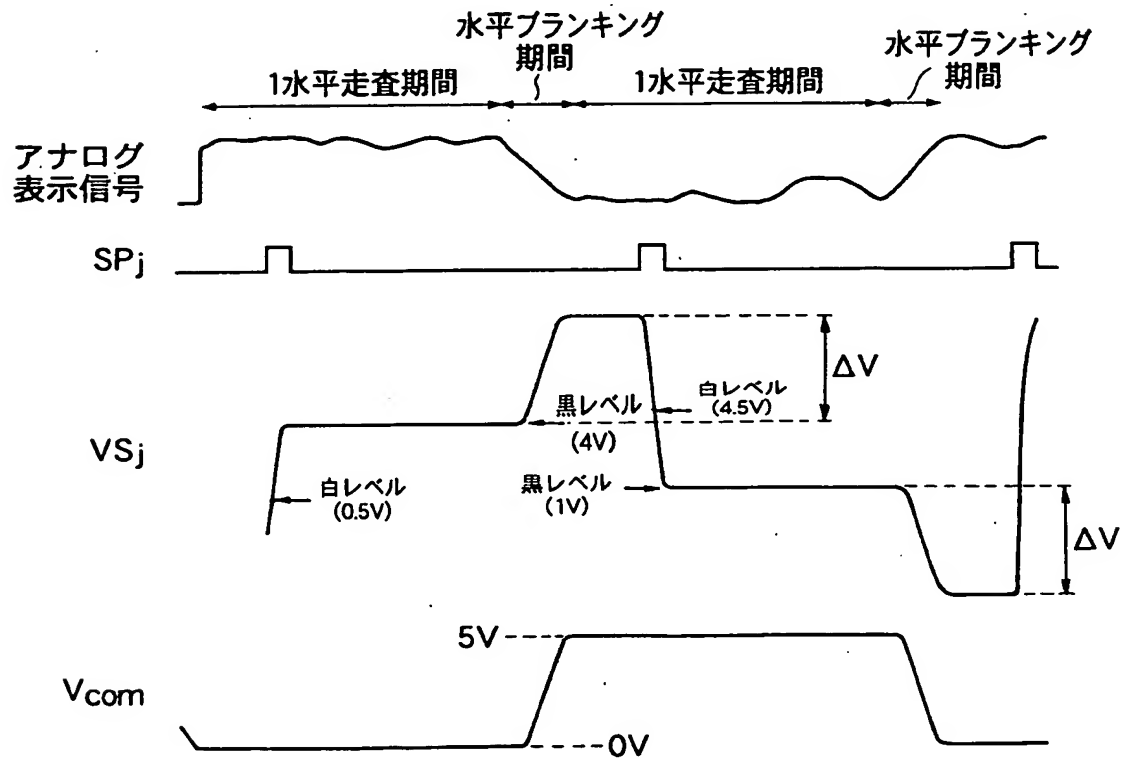 水平ブランキング
期間
水平ブランキング
期間
1水平走査期間
1水平走査期間
アナログ
表示信号
SPj
ΔV
黒レベル
(4V)
白レベル
(4.5V)
VSj
白レベル
(0.5V)
黒レベル
(1V)
ΔV
5V
Vcom
0V